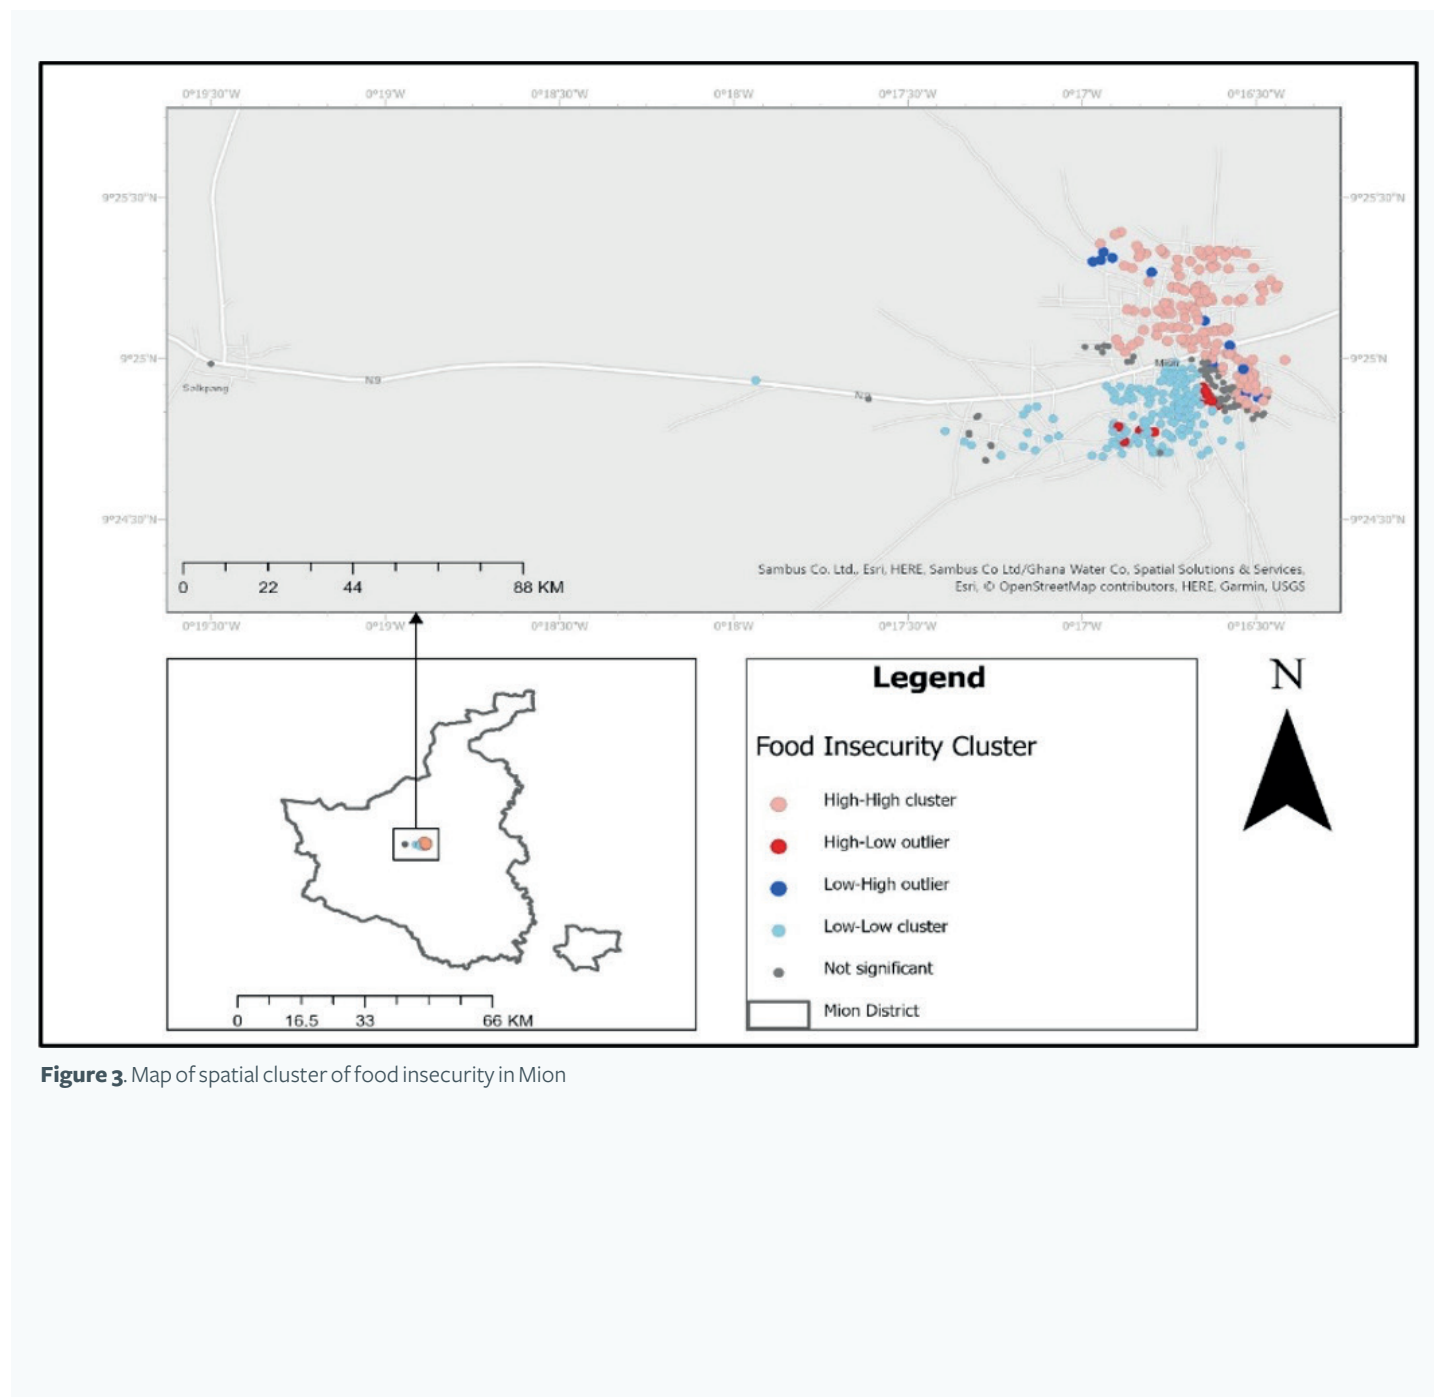 0°19'30"W 0°19'W 0°18'30"W 0°18'W 0°17'30"W 0°17'W 0°16'30"W
9°25'30"N 9°25'30"N
9°25'N 9°25'N
Mion
N9
Salkpang
N9
9°24'30"N 9°24'30"N
Sambus Co. Ltd., Esri, HERE, Sambus Co Ltd/Ghana Water Co, Spatial Solutions & Services,
Esri, © OpenStreetMap contributors, HERE, Garmin, USGS
0 22 44 88 KM
0°19'30"W 0°19'W 0°18'30"W 0°18'W 0°17'30"W 0°17'W 0°16'30"W
0 16.5 33 66 KM
Legend
Food Insecurity Cluster
High-High cluster
High-Low outlier
Low-High outlier
Low-Low cluster
Not significant
Mion District
N
Figure 3. Map of spatial cluster of food insecurity in Mion